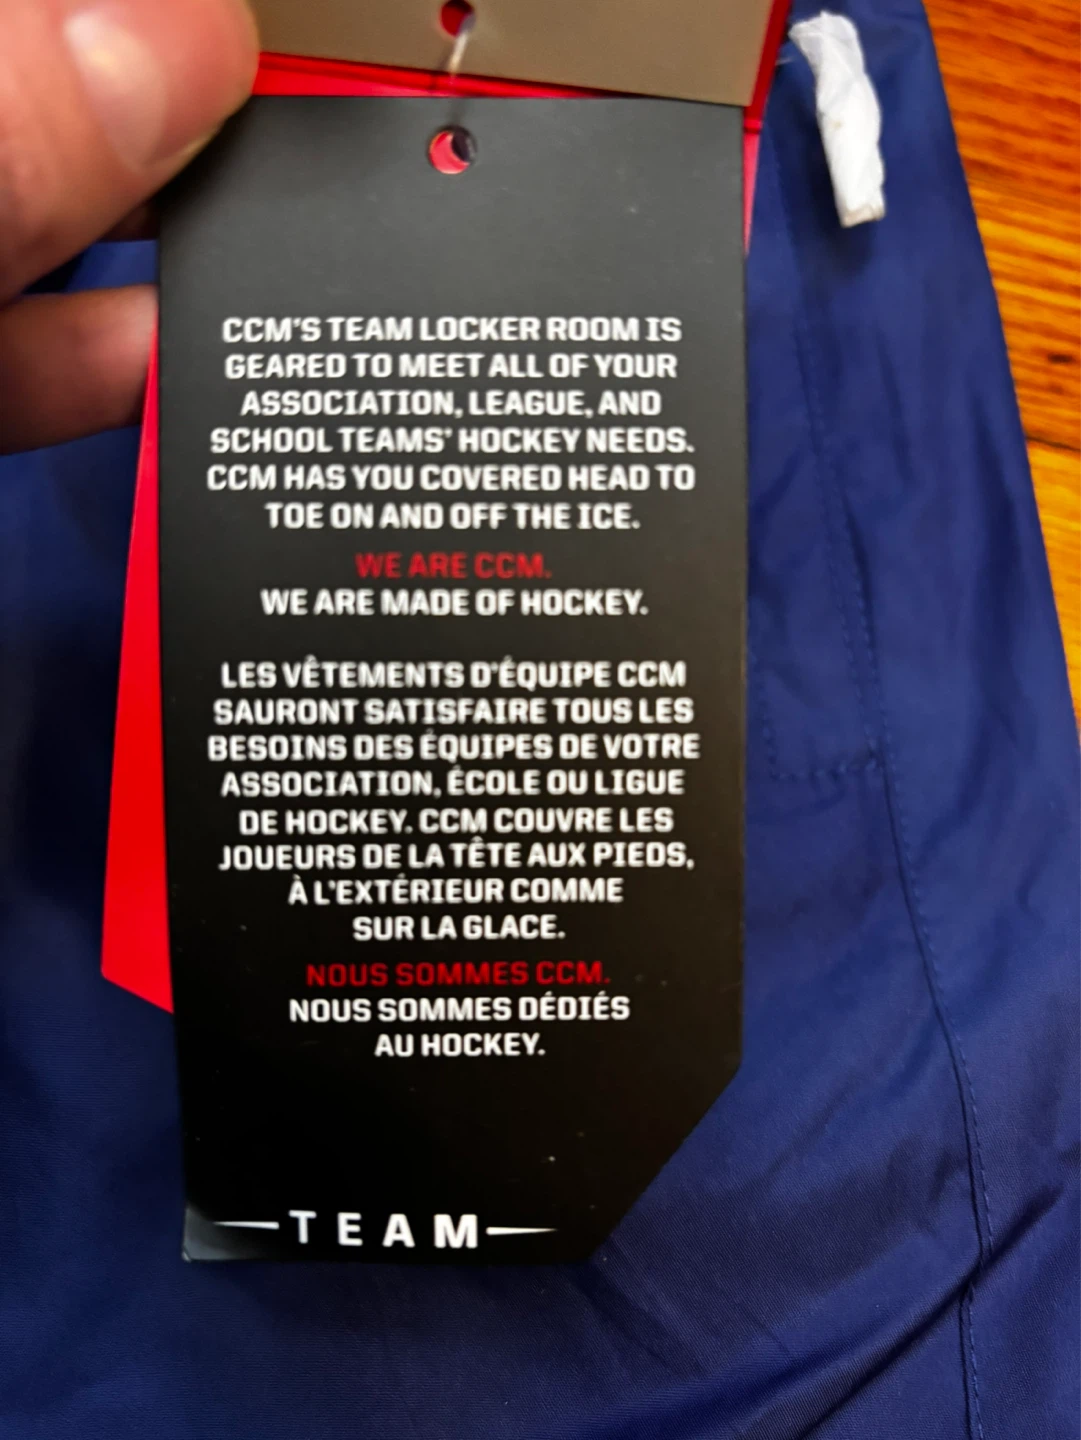 CCM'S TEAM LOCKER ROOM IS
GEARED TO MEET ALL OF YOUR
ASSOCIATION, LEAGUE, AND
SCHOOL TEAMS' HOCKEY NEEDS.
CCM HAS YOU COVERED HEAD TO
TOE ON AND OFF THE ICE.
WE ARE CCM.
WE ARE MADE OF HOCKEY.
LES VÊTEMENTS D'ÉQUIPE CCM
SAURONT SATISFAIRE TOUS LES
BESOINS DES ÉQUIPES DE VOTRE
ASSOCIATION, ÉCOLE OU LIGUE
DE HOCKEY. CCM COUVRE LES
JOUEURS DE LA TÊTE AUX PIEDS,
À L'EXTÉRIEUR COMME
SUR LA GLACE.
NOUS SOMMES CCM.
NOUS SOMMES DÉDIÉS
AU HOCKEY.
TEAM